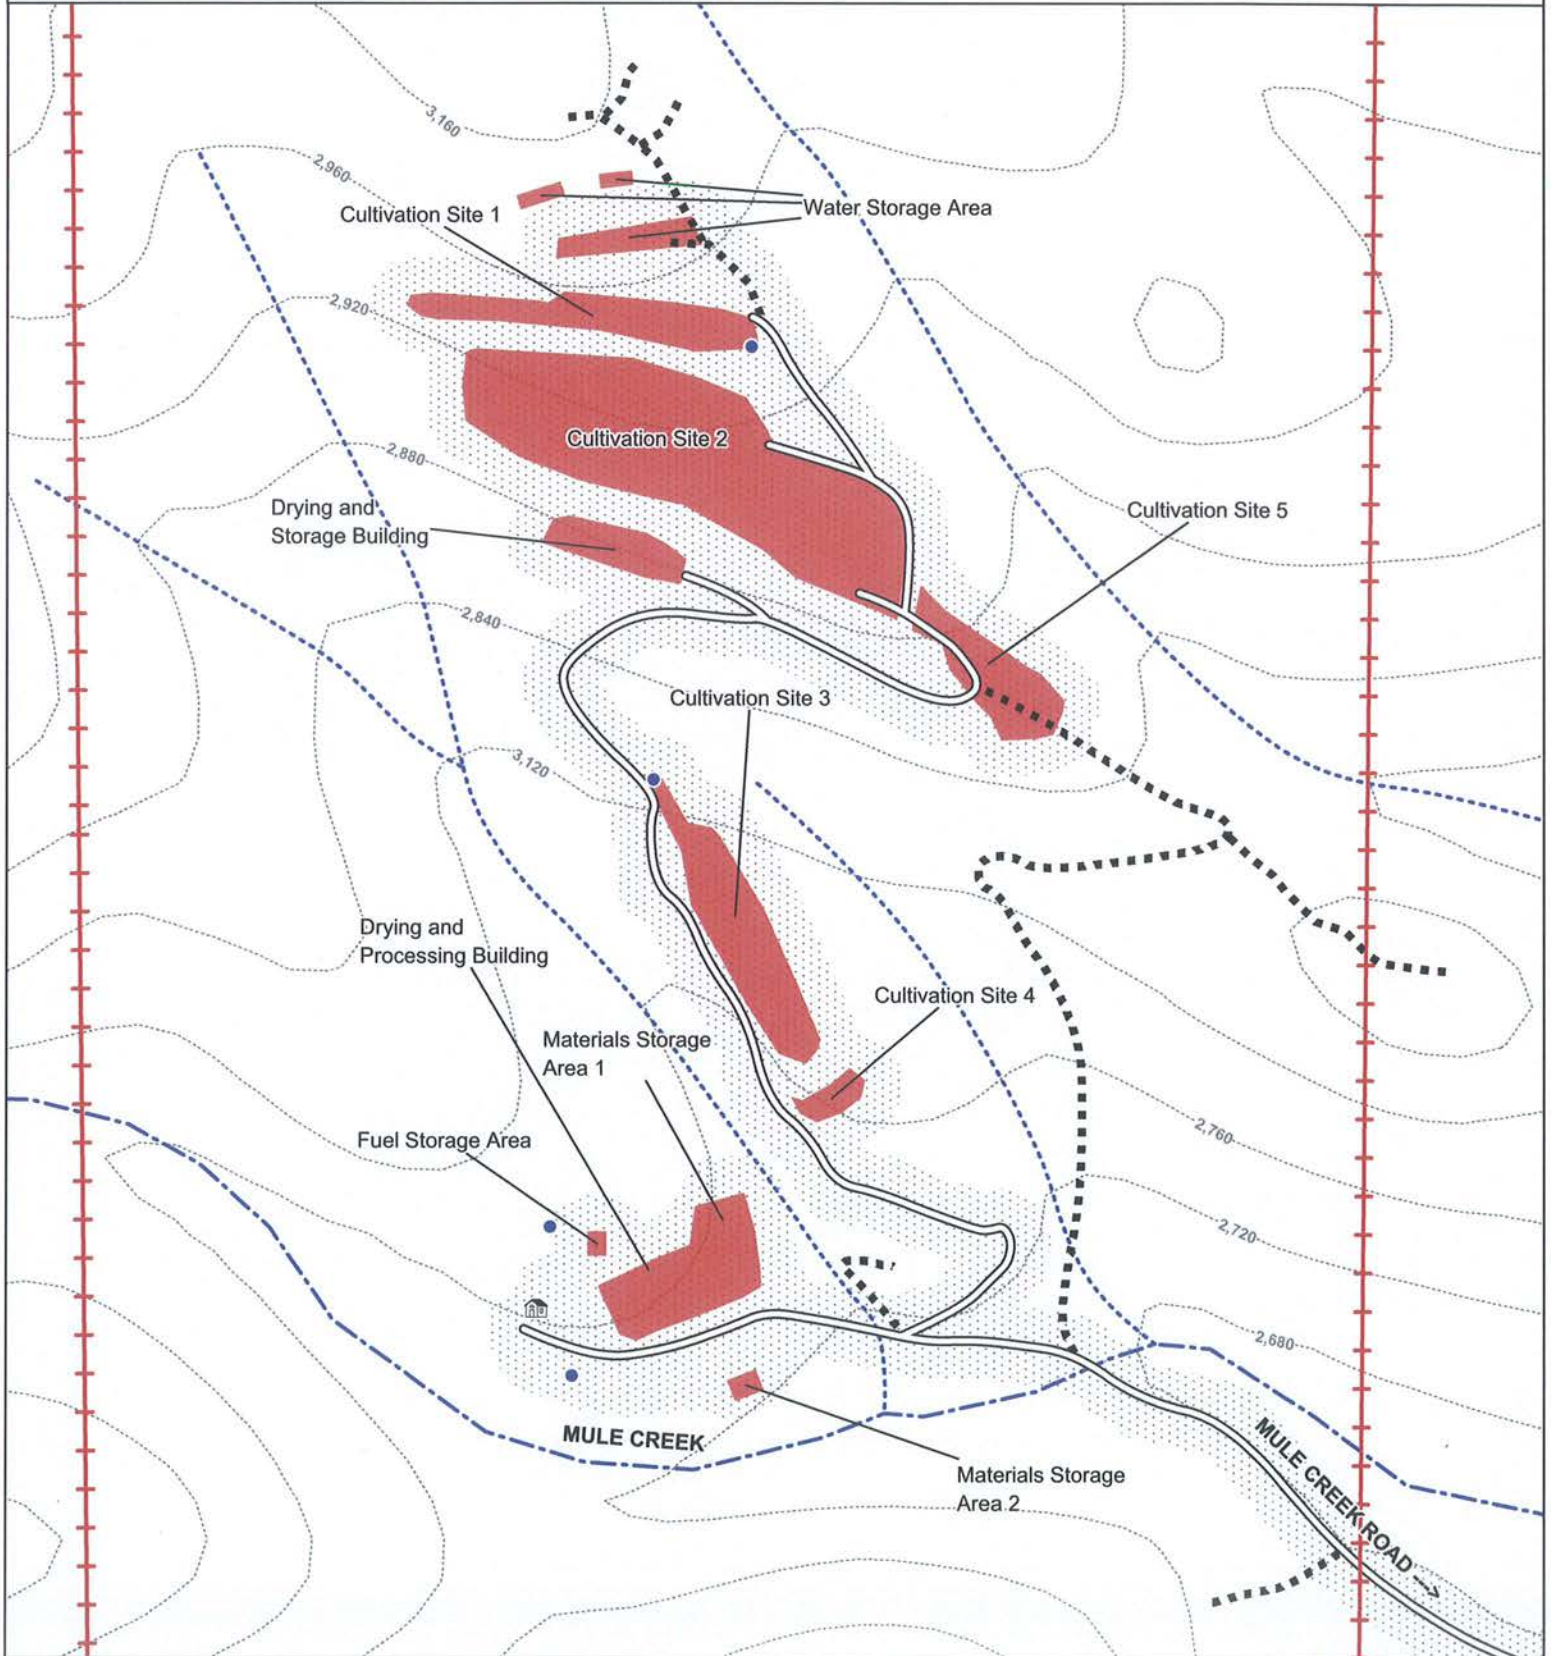 3,160
2,960
Cultivation Site 1
Water Storage Area
2,920
Cultivation Site 2
2,880
Drying and
Storage Building
Cultivation Site 5
2,840
Cultivation Site 3
3,120
Drying and
Processing Building
Cultivation Site 4
Materials Storage
Area 1
Fuel Storage Area
2,760
2,720
2,680
MULE CREEK
MULE CREEK ROAD
Materials Storage
Area 2